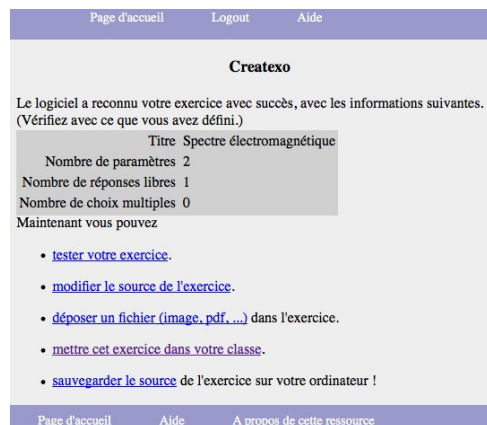 Page d'accueil Logout Aide
Createxo
Le logiciel a reconnu votre exercice avec succès, avec les informations suivantes.
(Vérifiez avec ce que vous avez défini.)
Titre Spectre électromagnétique
Nombre de paramètres 2
Nombre de réponses libres 1
Nombre de choix multiples 0
Maintenant vous pouvez
• tester votre exercice.
• modifier le source de l'exercice.
• déposer un fichier (image, pdf, ...) dans l'exercice.
• mettre cet exercice dans votre classe.
• sauvegarder le source de l'exercice sur votre ordinateur !
Page d'accueil Aide A propos de cette ressource